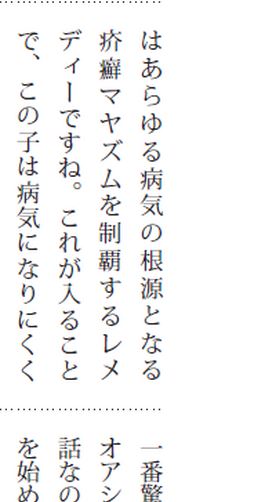 はあらゆる病気の根源となる
疥癬マヤズムを制覇するレメ
ディーですね。これが入ること
で、この子は病気になりにくく
一番驚
オアシ
話なの
を始め